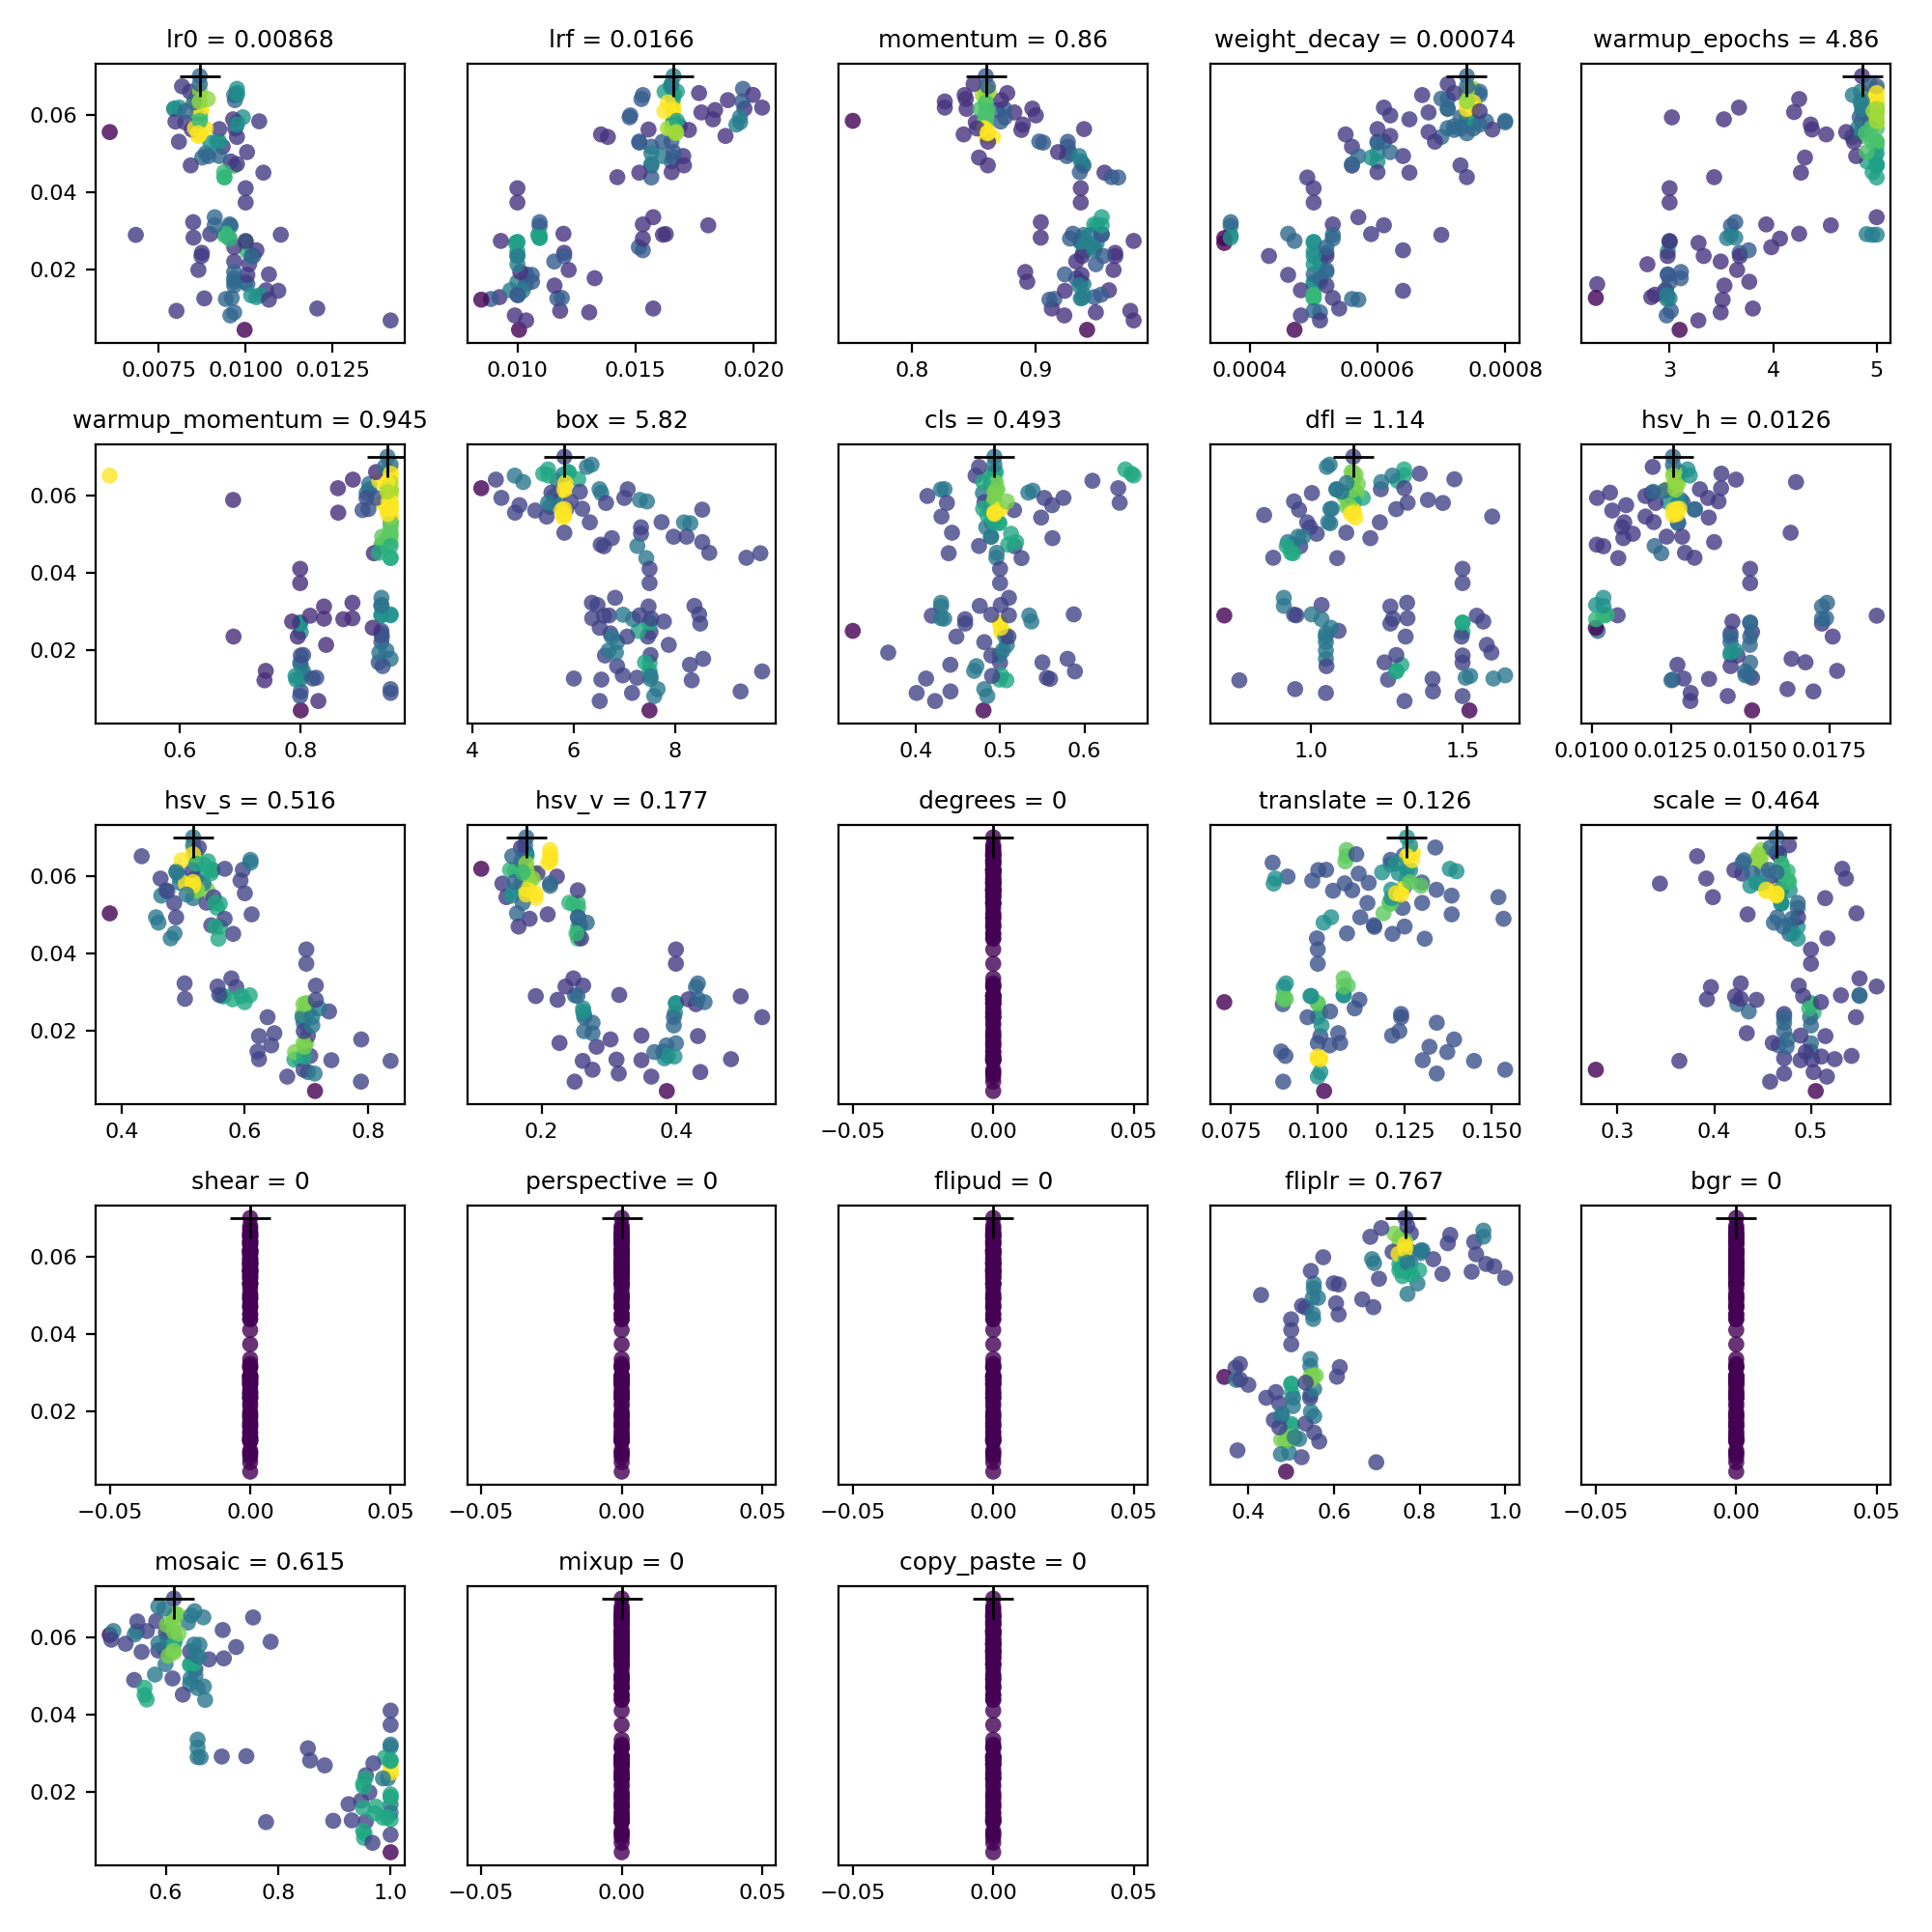 lr0 = 0.00868 lrf = 0.0166 momentum = 0.86 weight_decay = 0.00074 warmup_epochs = 4.86
0.06
0.04
0.02
0.0075 0.0100 0.0125 0.010 0.015 0.020 0.8 0.9 0.0004 0.0006 0.0008 3 4 5
warmup_momentum = 0.945 box = 5.82 cls = 0.493 dfl = 1.14 hsv_h = 0.0126
0.06
0.04
0.02
0.6 0.8 4 6 8 0.4 0.5 0.6 1.0 1.5 0.0100 0.0125 0.0150 0.0175
hsv_s = 0.516 hsv_v = 0.177 degrees = 0 translate = 0.126 scale = 0.464
0.06
0.04
0.02
0.4 0.6 0.8 0.2 0.4 −0.05 0.00 0.05 0.075 0.100 0.125 0.150 0.3 0.4 0.5
shear = 0 perspective = 0 flipud = 0 fliplr = 0.767 bgr = 0
0.06
0.04
0.02
−0.05 0.00 0.05 −0.05 0.00 0.05 −0.05 0.00 0.05 0.4 0.6 0.8 1.0 −0.05 0.00 0.05
mosaic = 0.615 mixup = 0 copy_paste = 0
0.06
0.04
0.02
0.6 0.8 1.0 −0.05 0.00 0.05 −0.05 0.00 0.05